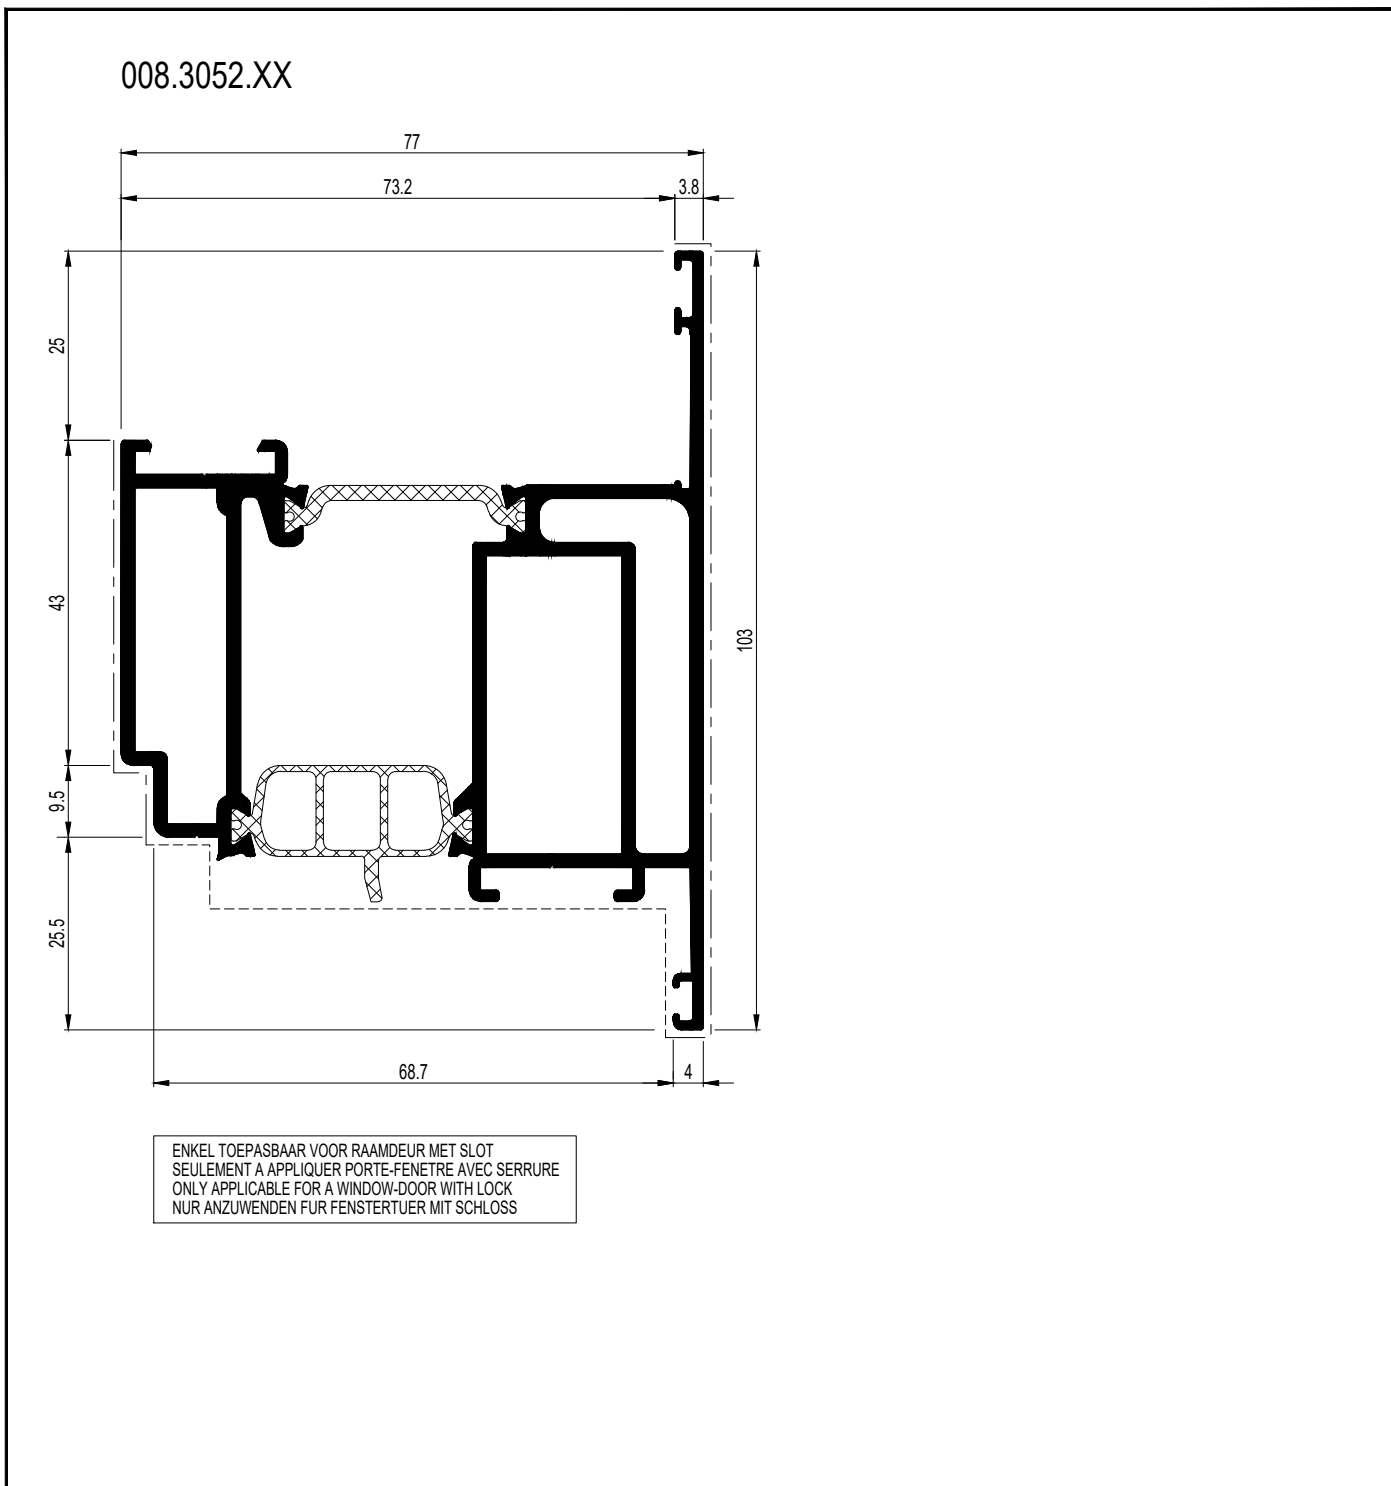 008.3052.XX
77
73.2
3.8
25
43
103
9.5
25.5
68.7
4
ENKEL TOEPASBAAR VOOR RAAMDEUR MET SLOT
SEULEMENT A APPLIQUER PORTE-FENETRE AVEC SERRURE
ONLY APPLICABLE FOR A WINDOW-DOOR WITH LOCK
NUR ANZUWENDEN FUR FENSTERTUER MIT SCHLOSS